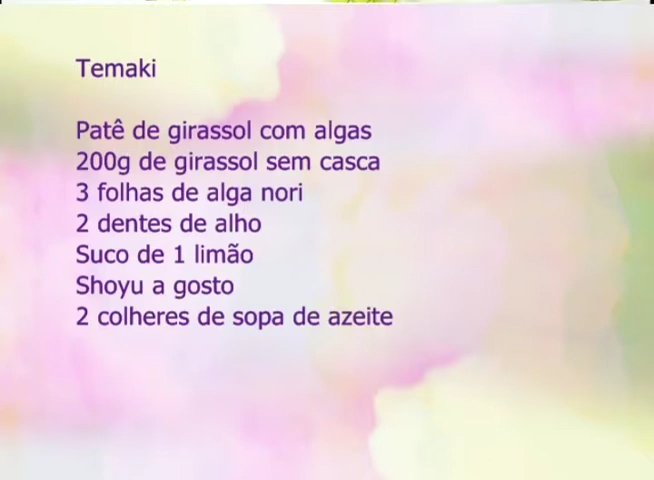 Temaki
Patê de girassol com algas
200g de girassol sem casca
3 folhas de alga nori
2 dentes de alho
Suco de 1 limão
Shoyu a gosto
2 colheres de sopa de azeite